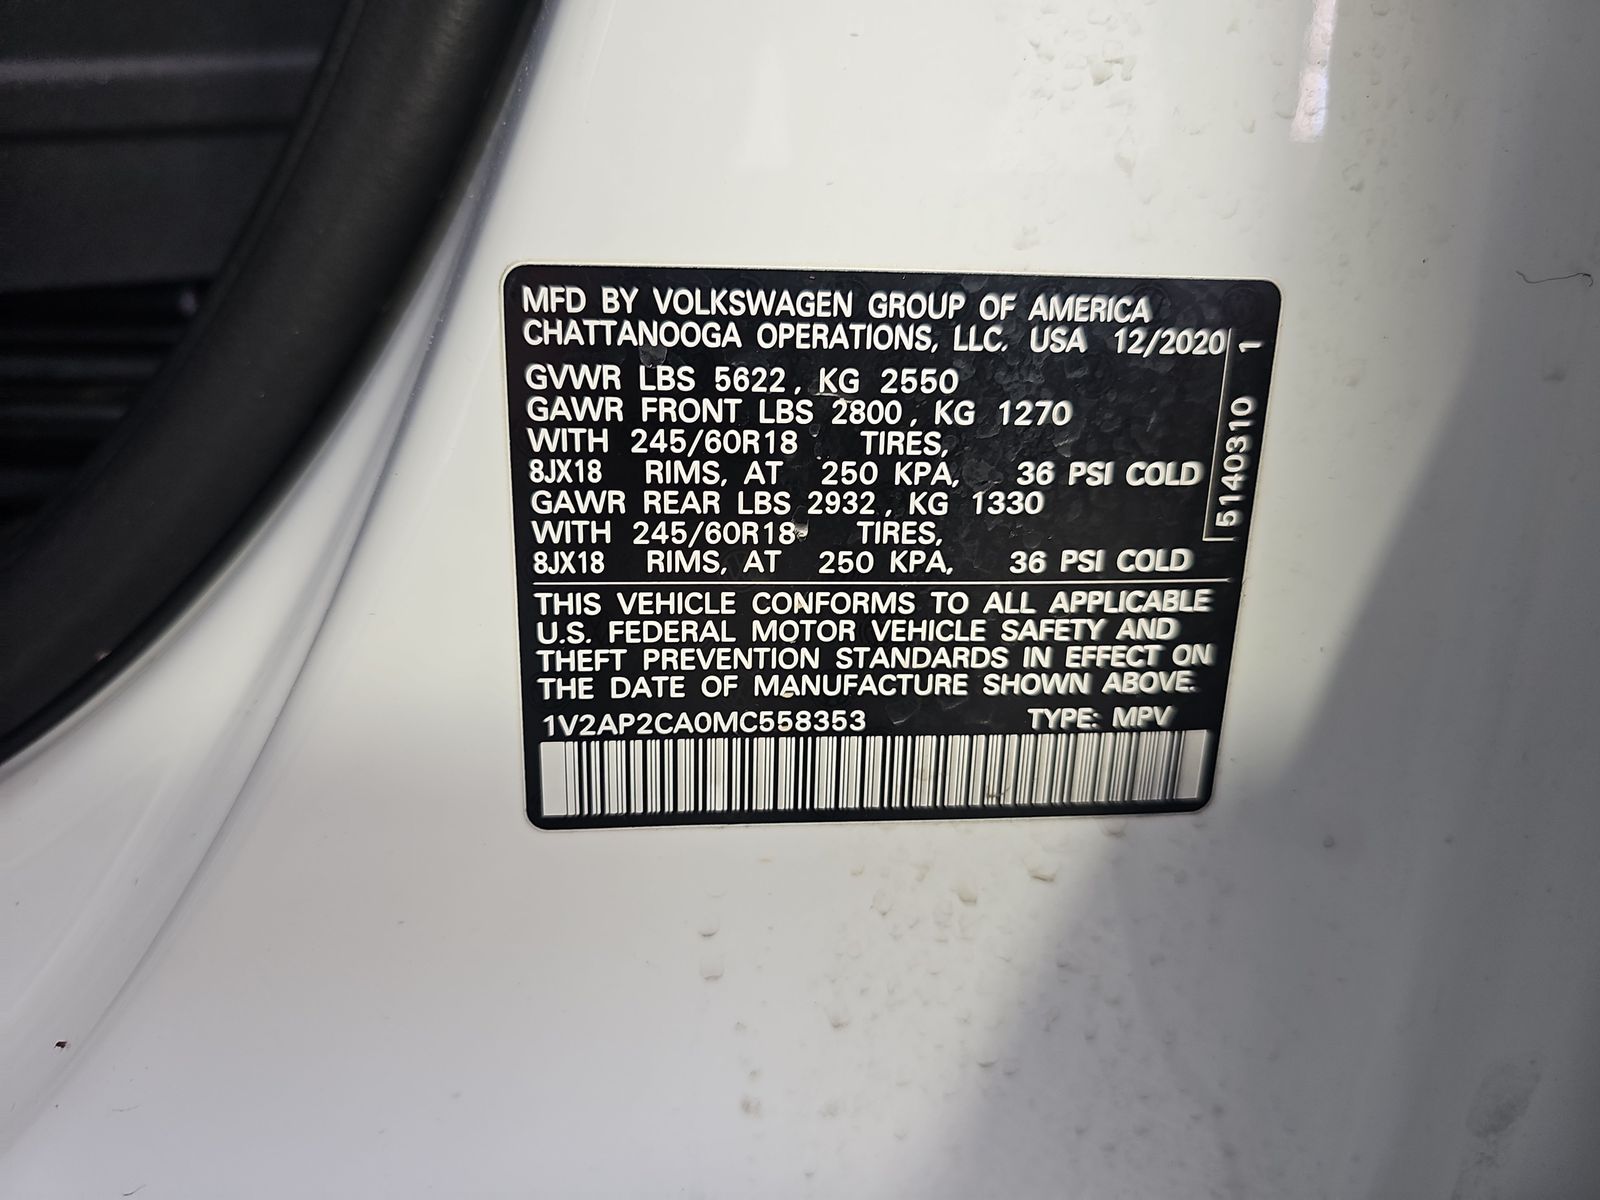 MFD BY VOLKSWAGEN GROUP OF AMERICA
CHATTANOOGA OPERATIONS, LLC. USA 12/2020
GVWR LBS 5622, KG 2550
GAWR FRONT LBS 2800, KG 1270
WITH 245/60R18 TIRES,
8JX18 RIMS, AT 250 KPA, 36 PSI COLD
GAWR REAR LBS 2932, KG 1330
WITH 245/60R18 TIRES,
8JX18 RIMS, AT 250 KPA, 36 PSI COLD
5140310 1
THIS VEHICLE CONFORMS TO ALL APPLICABLE
U.S. FEDERAL MOTOR VEHICLE SAFETY AND
THEFT PREVENTION STANDARDS IN EFFECT ON
THE DATE OF MANUFACTURE SHOWN ABOVE.
1V2AP2CA0MC558353 TYPE: MPV